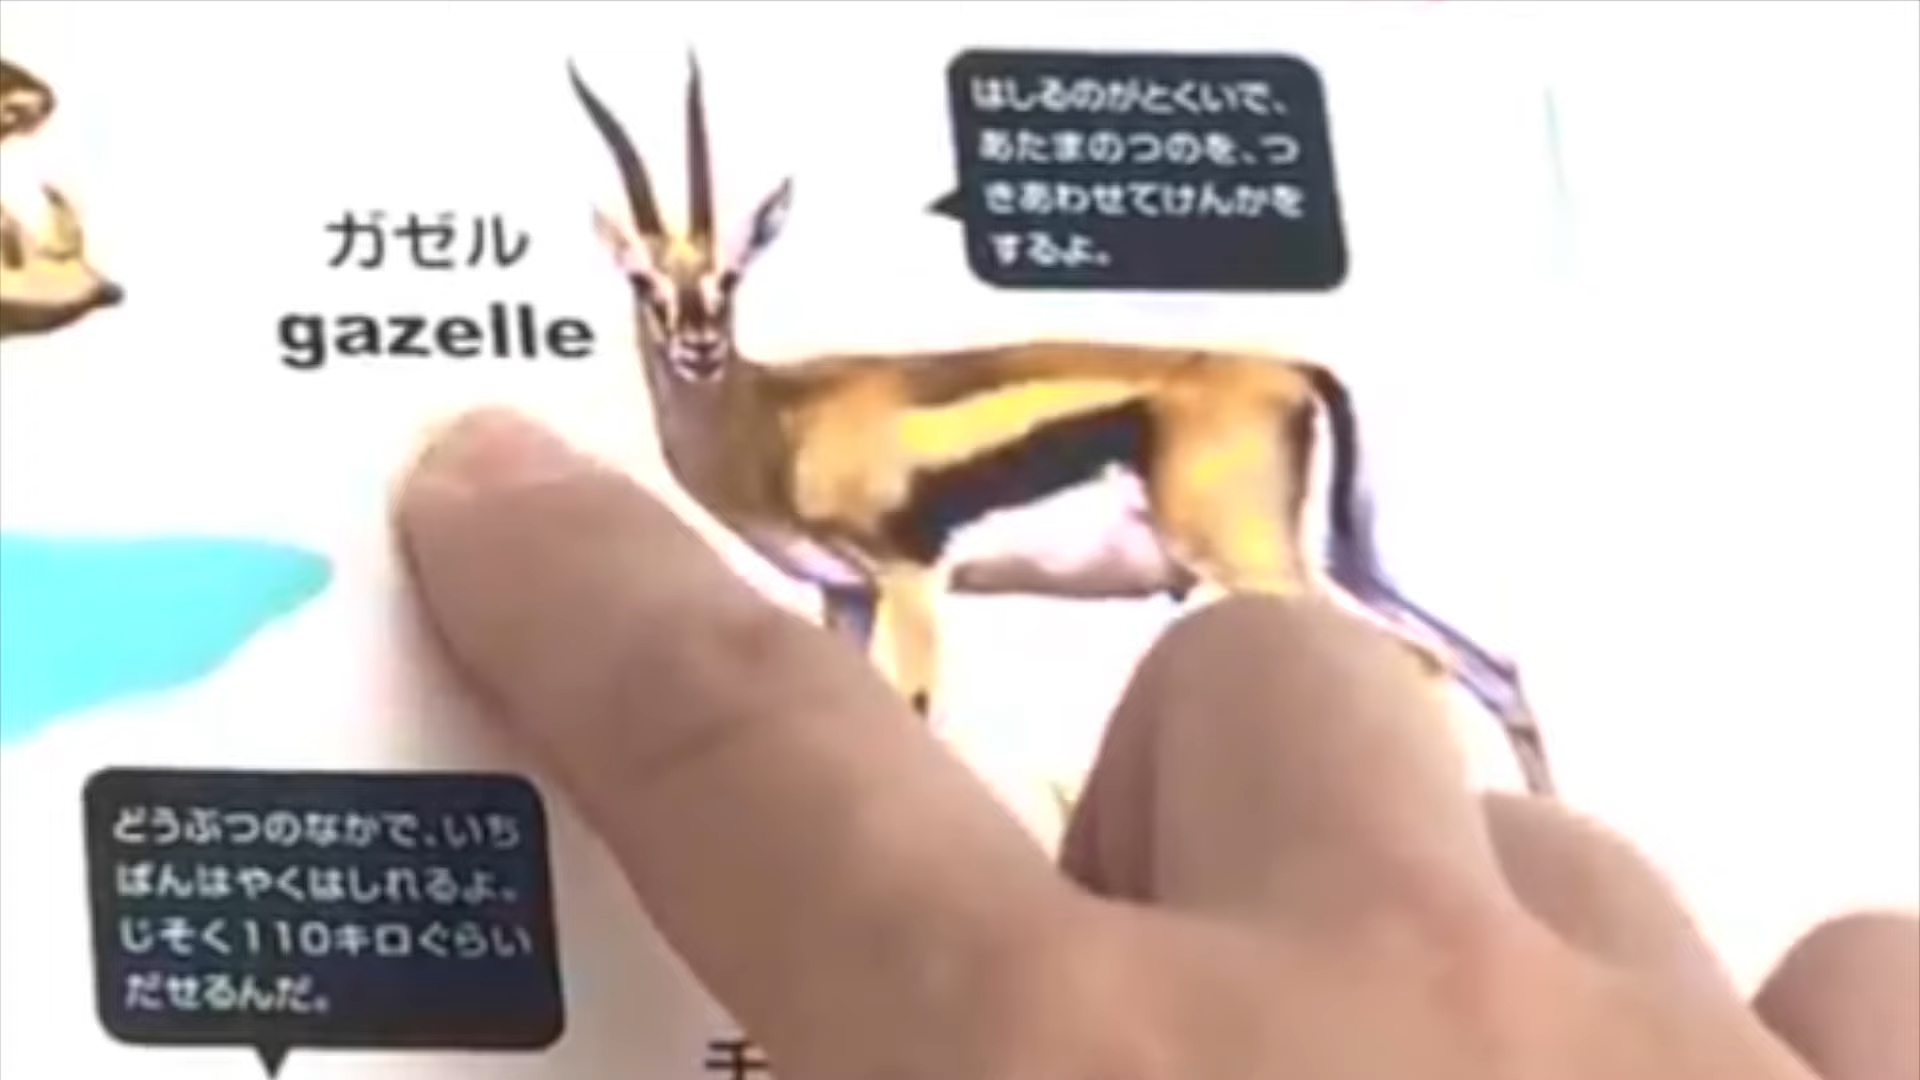 はしるのがとくいで、
あたまのつのを、つ
きあわせてけんかを
するよ。
ガゼル
gazelle
どうぶつのなかで、いち
ばんはやくはしれるよ。
じそく110キロぐらい
だせるんだ。
チ